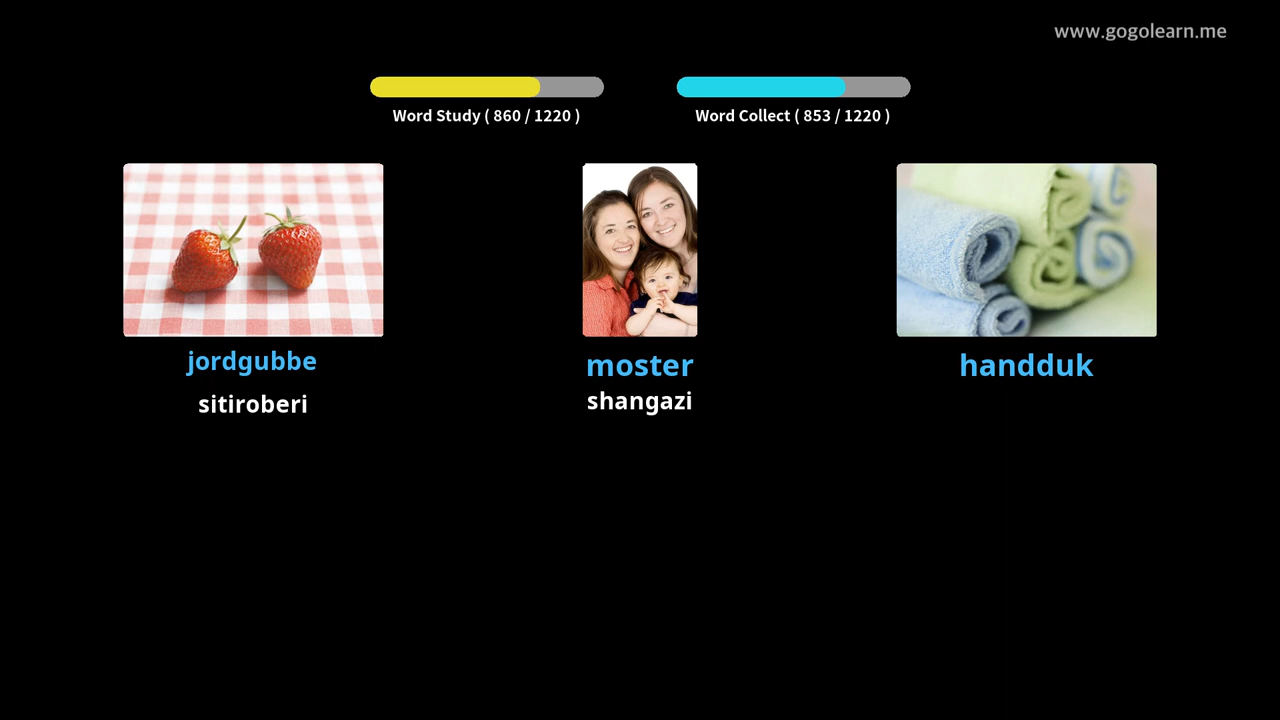 www.gogolearn.me
Word Study ( 860 / 1220 )
Word Collect ( 853 / 1220 )
jordgubbe
sitiroberi
moster
shangazi
handduk